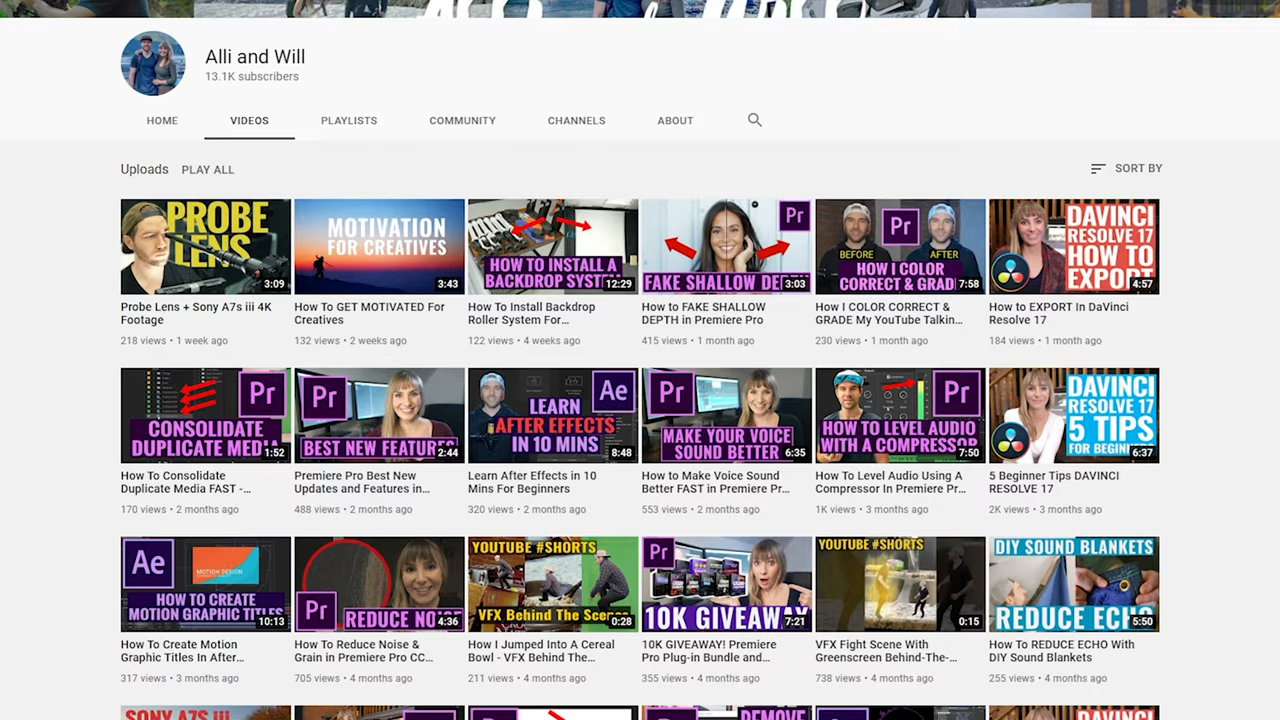 Alli and Will
13.1K subscribers
HOME VIDEOS PLAYLISTS COMMUNITY CHANNELS ABOUT
Uploads PLAY ALL SORT BY
PROBE
LENS
3:09
MOTIVATION
FOR CREATIVES
3:43
HOW TO INSTALL A
BACKDROP SYSTEM
12:29
Pr
FAKE SHALLOW DE
3:03
Pr
BEFORE AFTER
HOW I COLOR
CORRECT & GRAD
7:58
DAVINCI
RESOLVE 17
HOW TO
EXPORT
4:57
Probe Lens + Sony A7s iii 4K
Footage
218 views • 1 week ago
How To GET MOTIVATED For
Creatives
132 views • 2 weeks ago
How To Install Backdrop
Roller System For...
122 views • 4 weeks ago
How to FAKE SHALLOW
DEPTH in Premiere Pro
415 views • 1 month ago
How I COLOR CORRECT &
GRADE My YouTube Talkin...
230 views • 1 month ago
How to EXPORT In DaVinci
Resolve 17
184 views • 1 month ago
Pr
CONSOLIDATE
DUPLICATE MEDIA
1:52
Pr
BEST NEW FEATUR
2:44
Ae
LEARN
AFTER EFFECTS
IN 10 MINS
8:48
Pr
MAKE YOUR VOICE
SOUND BETTER
6:35
Pr
HOW TO LEVEL AUDIO
WITH A COMPRESSOR
7:50
DAVINCI
RESOLVE 17
5 TIPS
FOR BEGINN
6:37
How To Consolidate
Duplicate Media FAST -...
170 views • 2 months ago
Premiere Pro Best New
Updates and Features in...
488 views • 2 months ago
Learn After Effects in 10
Mins For Beginners
320 views • 2 months ago
How to Make Voice Sound
Better FAST in Premiere Pr...
553 views • 2 months ago
How To Level Audio Using A
Compressor In Premiere Pr...
1K views • 3 months ago
5 Beginner Tips DAVINCI
RESOLVE 17
2K views • 3 months ago
Ae
MOTION DESIGN
HOW TO CREATE
MOTION GRAPHIC TITLES
10:13
Pr
REDUCE NOIS
4:36
YOUTUBE #SHORTS
VFX Behind The Scenes
0:28
Pr
10K GIVEAWAY
7:21
YOUTUBE #SHORTS
0:15
DIY SOUND BLANKETS
REDUCE ECHO
5:50
How To Create Motion
Graphic Titles In After...
317 views • 3 months ago
How To Reduce Noise &
Grain in Premiere Pro CC...
705 views • 4 months ago
How I Jumped Into A Cereal
Bowl - VFX Behind The...
211 views • 4 months ago
10K GIVEAWAY! Premiere
Pro Plug-in Bundle and...
355 views • 4 months ago
VFX Fight Scene With
Greenscreen Behind-The-...
738 views • 4 months ago
How To REDUCE ECHO With
DIY Sound Blankets
255 views • 4 months ago
SONY A7S iii
REMOVE